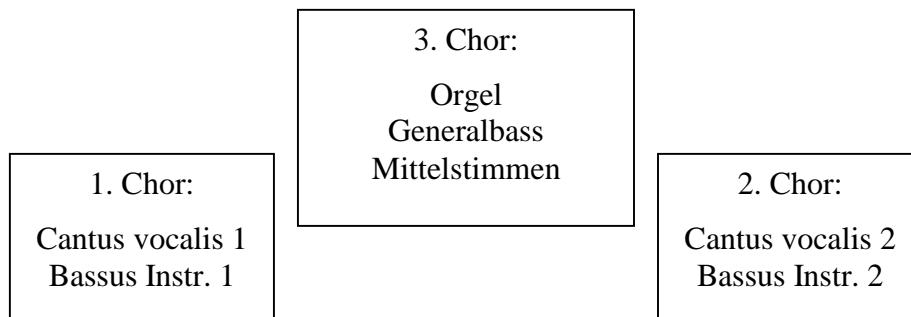 3. Chor:
Orgel
Generalbass
Mittelstimmen
1. Chor:
Cantus vocalis 1
Bassus Instr. 1
2. Chor:
Cantus vocalis 2
Bassus Instr. 2